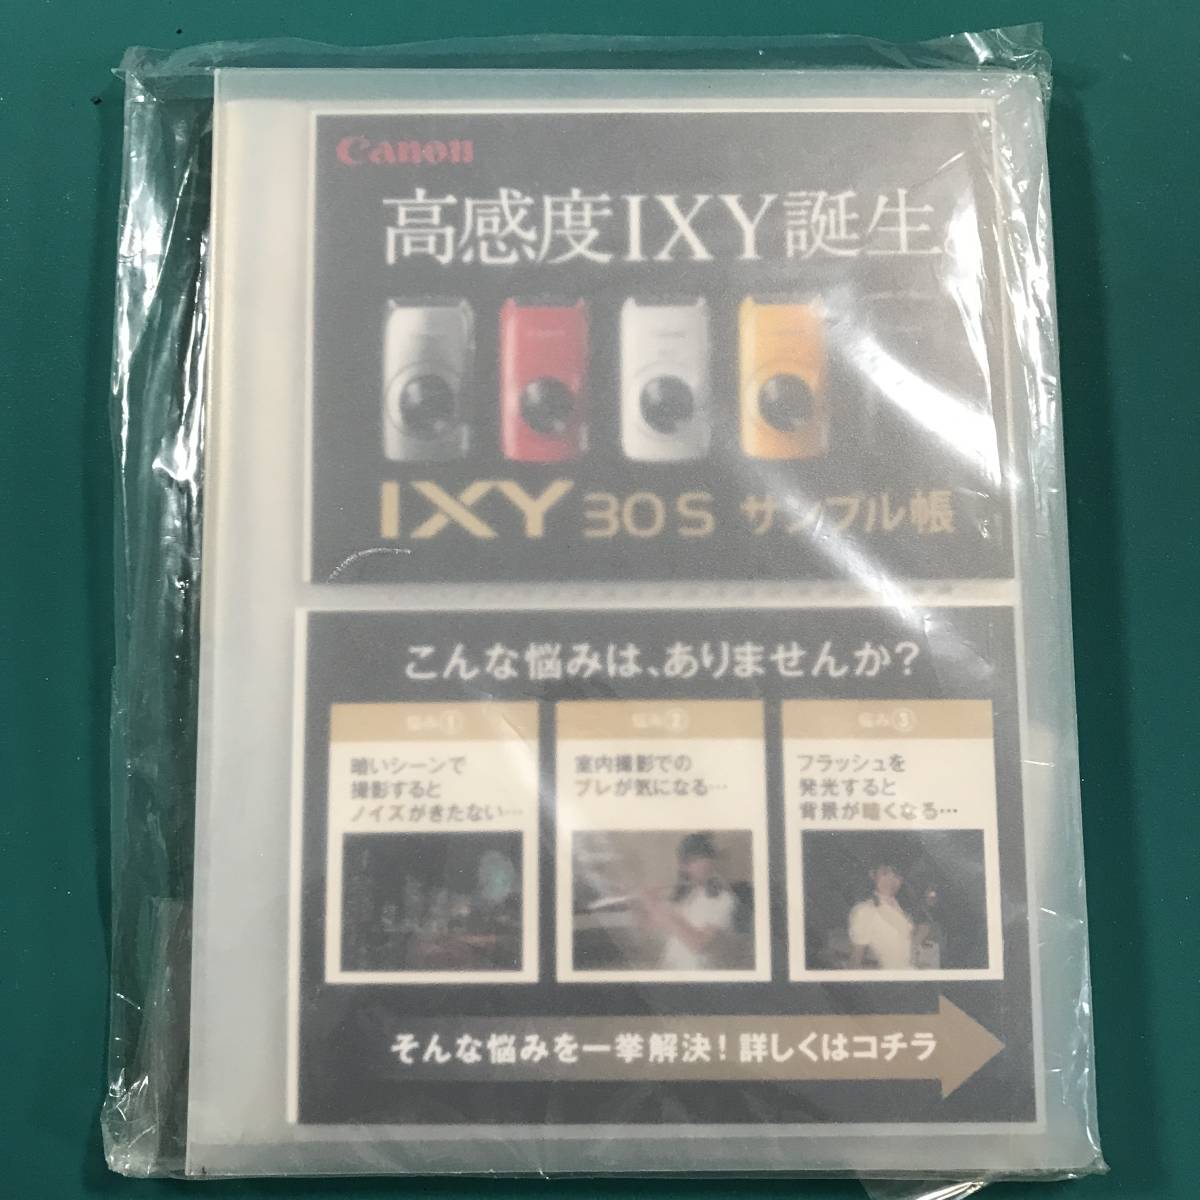 Canon
高感度IXY誕生。
IXY 30S サンプル帳
こんな悩みは、ありませんか?
悩み①
暗いシーンで
撮影すると
ノイズがきたない…
悩み②
室内撮影での
ブレが気になる…
悩み③
フラッシュを
発光すると
背景が暗くなる…
そんな悩みを一挙解決!詳しくはコチラ